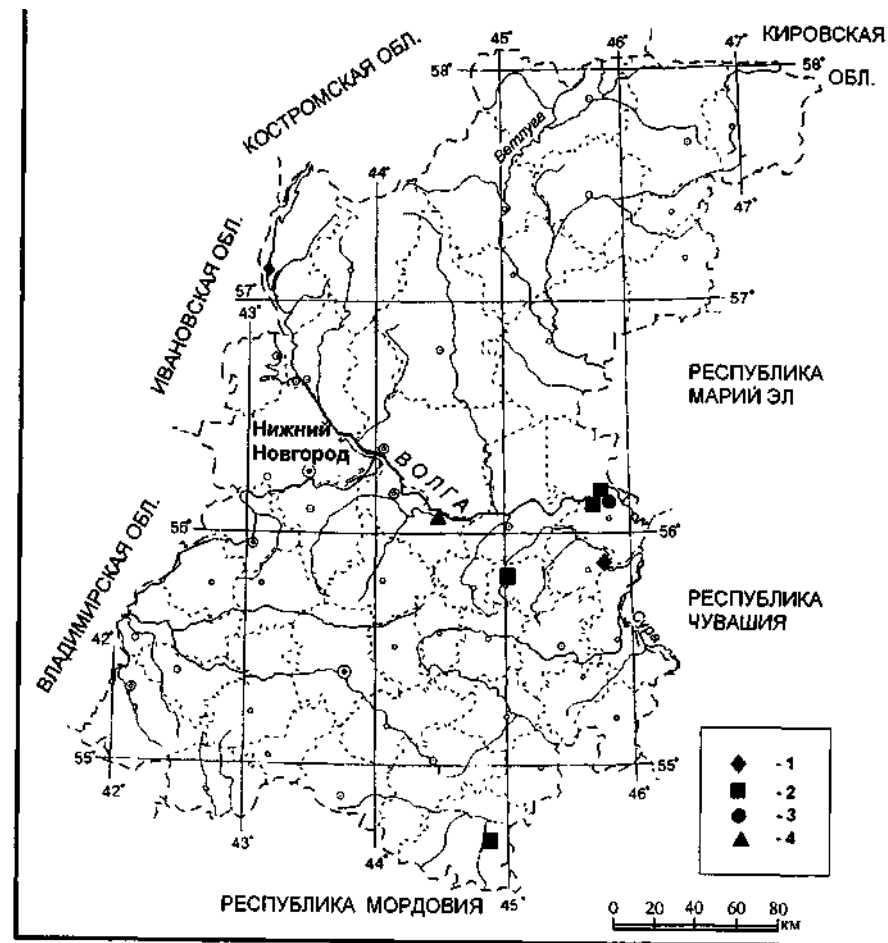 КИРОВСКАЯ
ОБЛ.
КОСТРОМСКАЯ ОБЛ.
45°
46°
47°
58°
58°
Ветлуга
44°
47°
ИВАНОВСКАЯ ОБЛ.
57°
57°
43°
РЕСПУБЛИКА
МАРИЙ ЭЛ
Нижний
Новгород
ВОЛГА
56°
56°
ВЛАДИМИРСКАЯ ОБЛ.
РЕСПУБЛИКА
ЧУВАШИЯ
Сура
42°
55°
55°
42°
46°
43°
44°
45°
РЕСПУБЛИКА МОРДОВИЯ
- 1
- 2
- 3
- 4
0 20 40 60 80
км